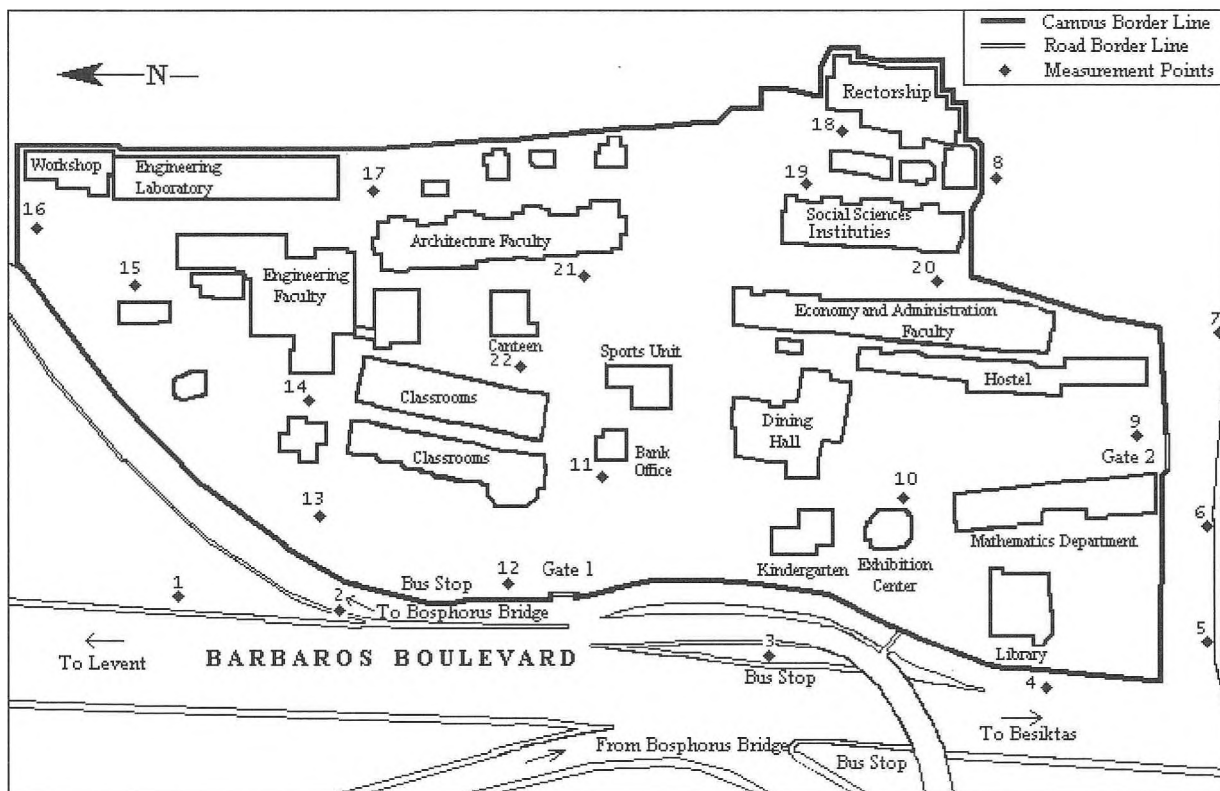 Campus Border Line
Road Border Line
Measurement Points
N
Rectorship
18
Workshop
Engineering
Laboratory
17
19
8
16
Social Sciences
Instituties
Architecture Faculty
15
21
20
Engineering
Faculty
Economy and Administration
Faculty
7
Canteen
Sports Unit
22
Hostel
14
Classrooms
Dining
Hall
9
Gate 2
Classrooms
Bank
Office
11
10
13
6
Mathematics Department
Kindergarten
Exhibition
Center
Bus Stop
12
Gate 1
1
2
To Bosphorus Bridge
3
5
To Levent
BARBAROS BOULEVARD
Bus Stop
Library
4
To Besiktas
From Bosphorus Bridge
Bus Stop